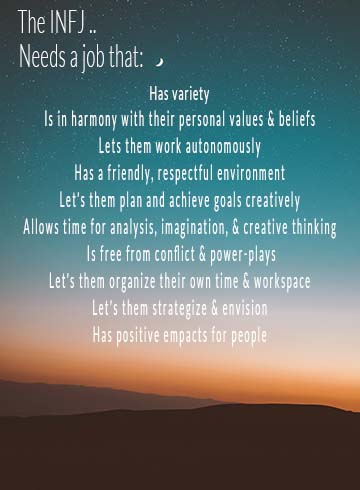 The INFJ ..
Needs a job that:
Has variety
Is in harmony with their personal values & beliefs
Lets them work autonomously
Has a friendly, respectful environment
Let's them plan and achieve goals creatively
Allows time for analysis, imagination, & creative thinking
Is free from conflict & power-plays
Let's them organize their own time & workspace
Let's them strategize & envision
Has positive empacts for people